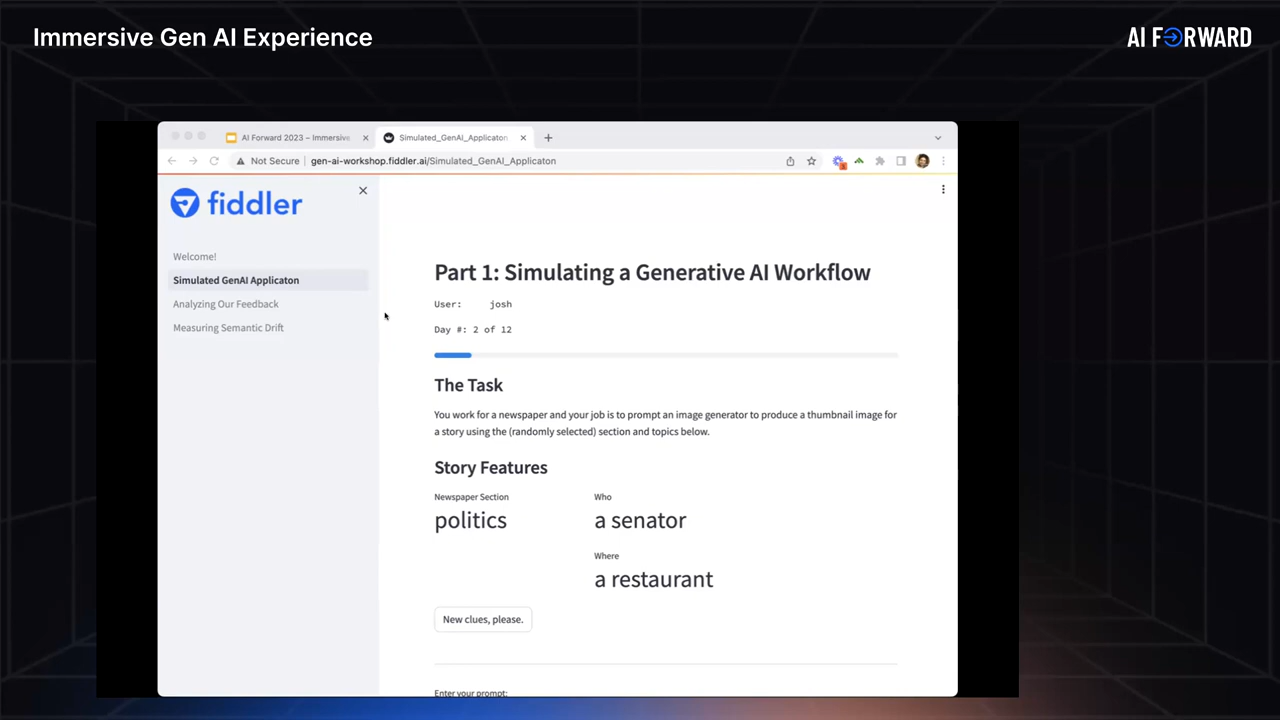 Immersive Gen AI Experience
AI FORWARD
AI Forward 2023 – Immersive
Simulated_GenAI_Applicaton
Not Secure
gen-ai-workshop.fiddler.ai/Simulated_GenAI_Applicaton
fiddler
Welcome!
Simulated GenAI Applicaton
Analyzing Our Feedback
Measuring Semantic Drift
Part 1: Simulating a Generative AI Workflow
User: josh
Day #: 2 of 12
The Task
You work for a newspaper and your job is to prompt an image generator to produce a thumbnail image for
a story using the (randomly selected) section and topics below.
Story Features
Newspaper Section
politics
Who
a senator
Where
a restaurant
New clues, please.
Enter your prompt: